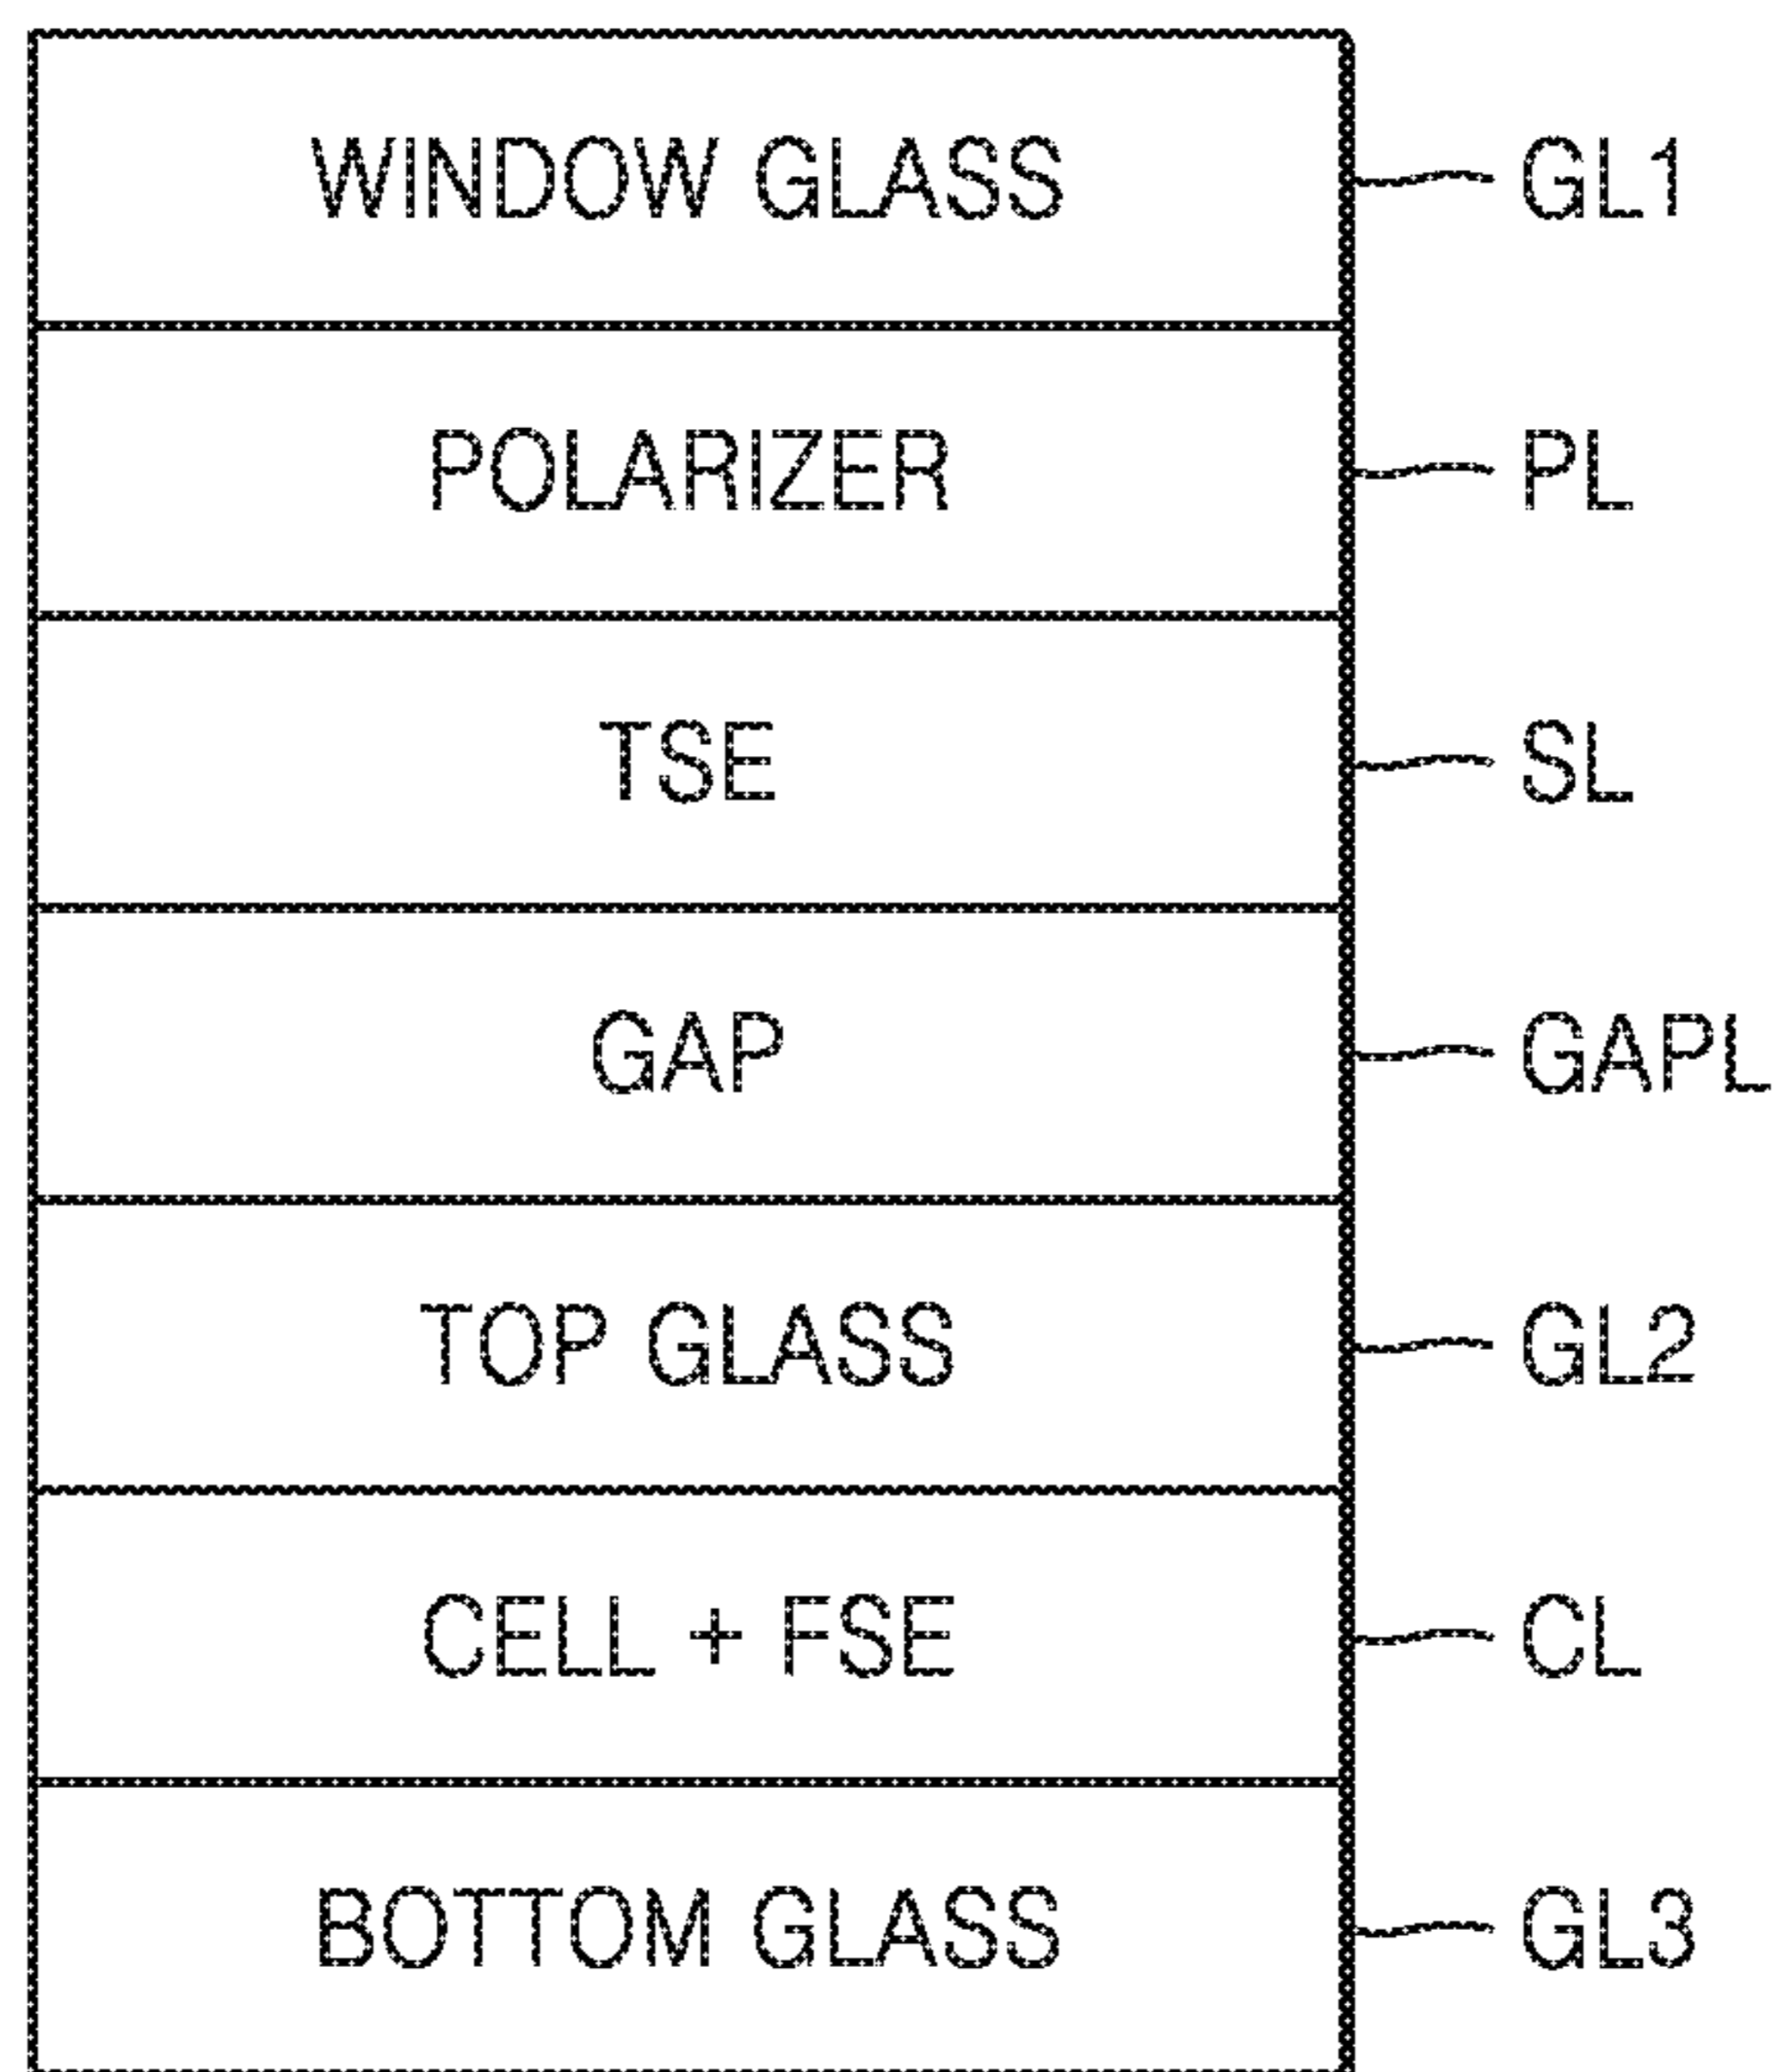 WINDOW GLASS GL1
POLARIZER PL
TSE SL
GAP GAPL
TOP GLASS GL2
CELL + FSE CL
BOTTOM GLASS GL3